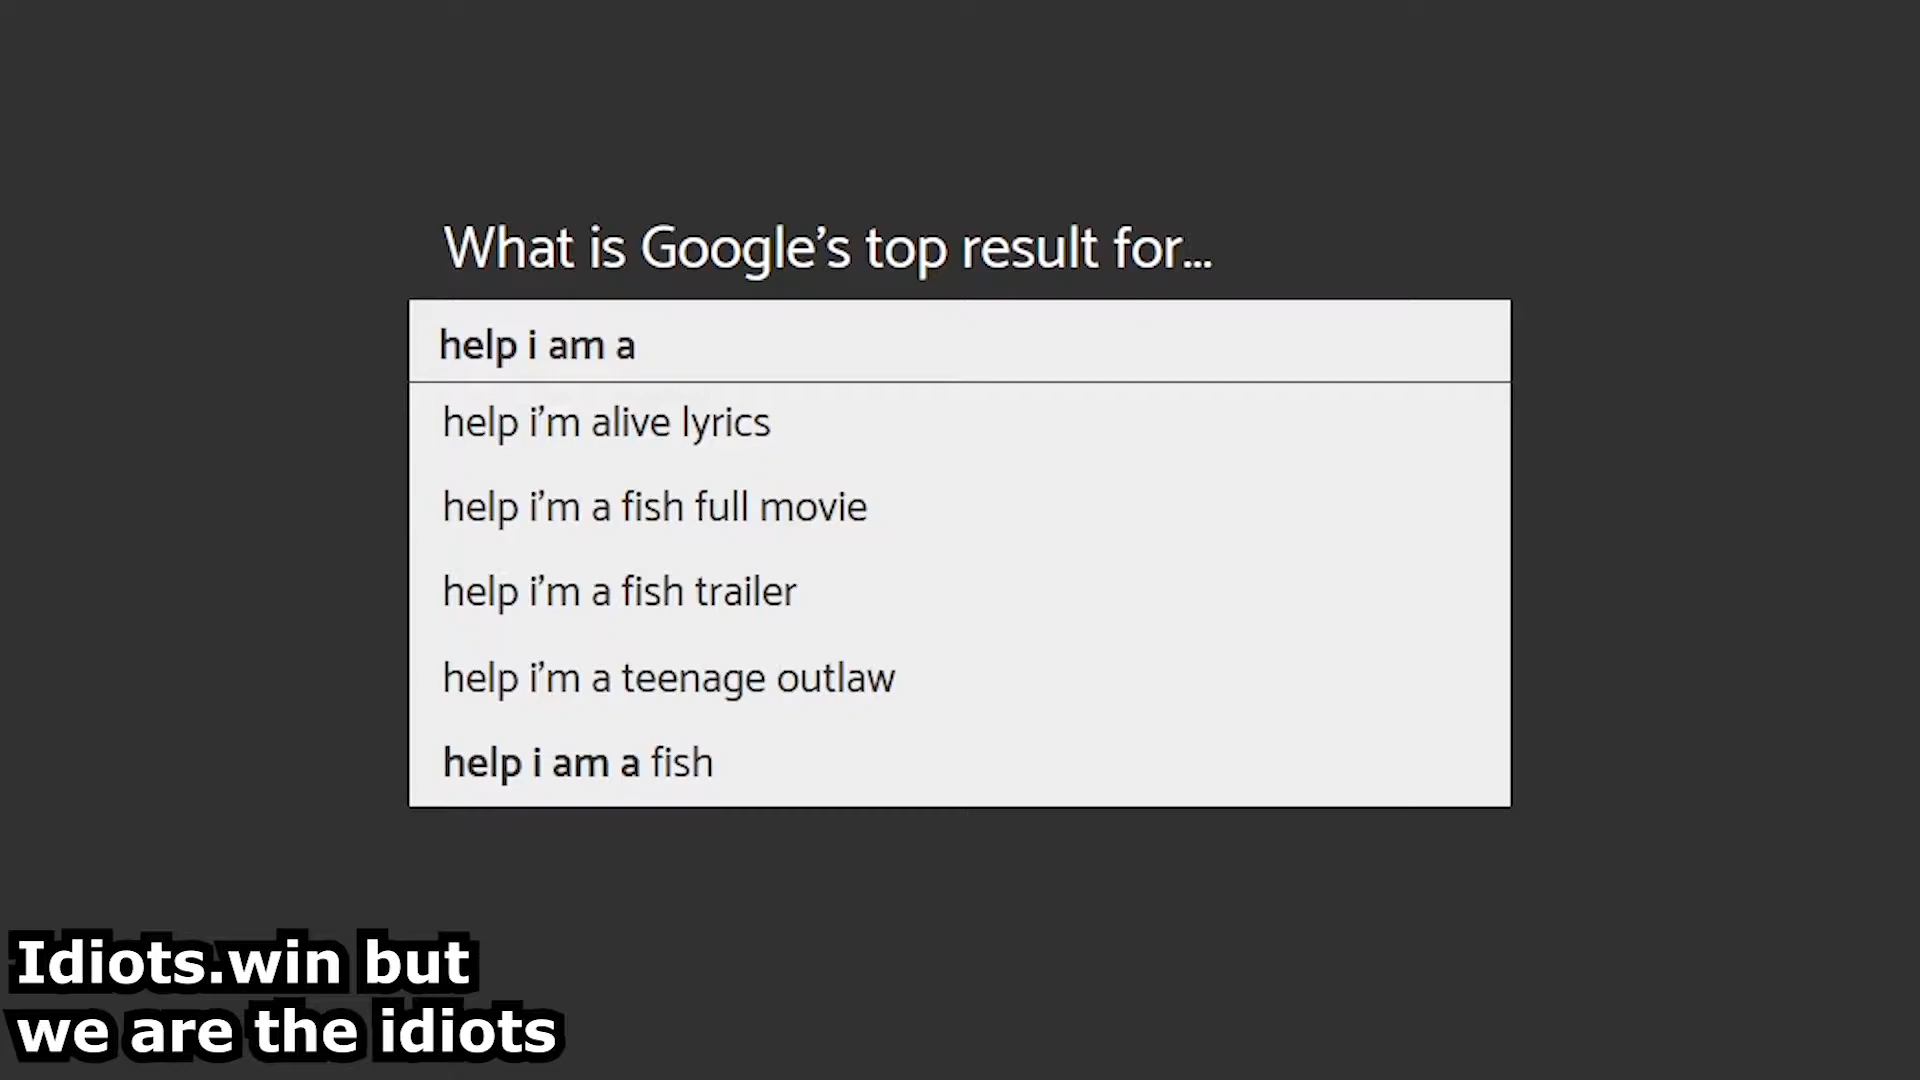 What is Google’s top result for...
help i am a
help i’m alive lyrics
help i’m a fish full movie
help i’m a fish trailer
help i’m a teenage outlaw
help i am a fish
Idiots.win but
we are the idiots